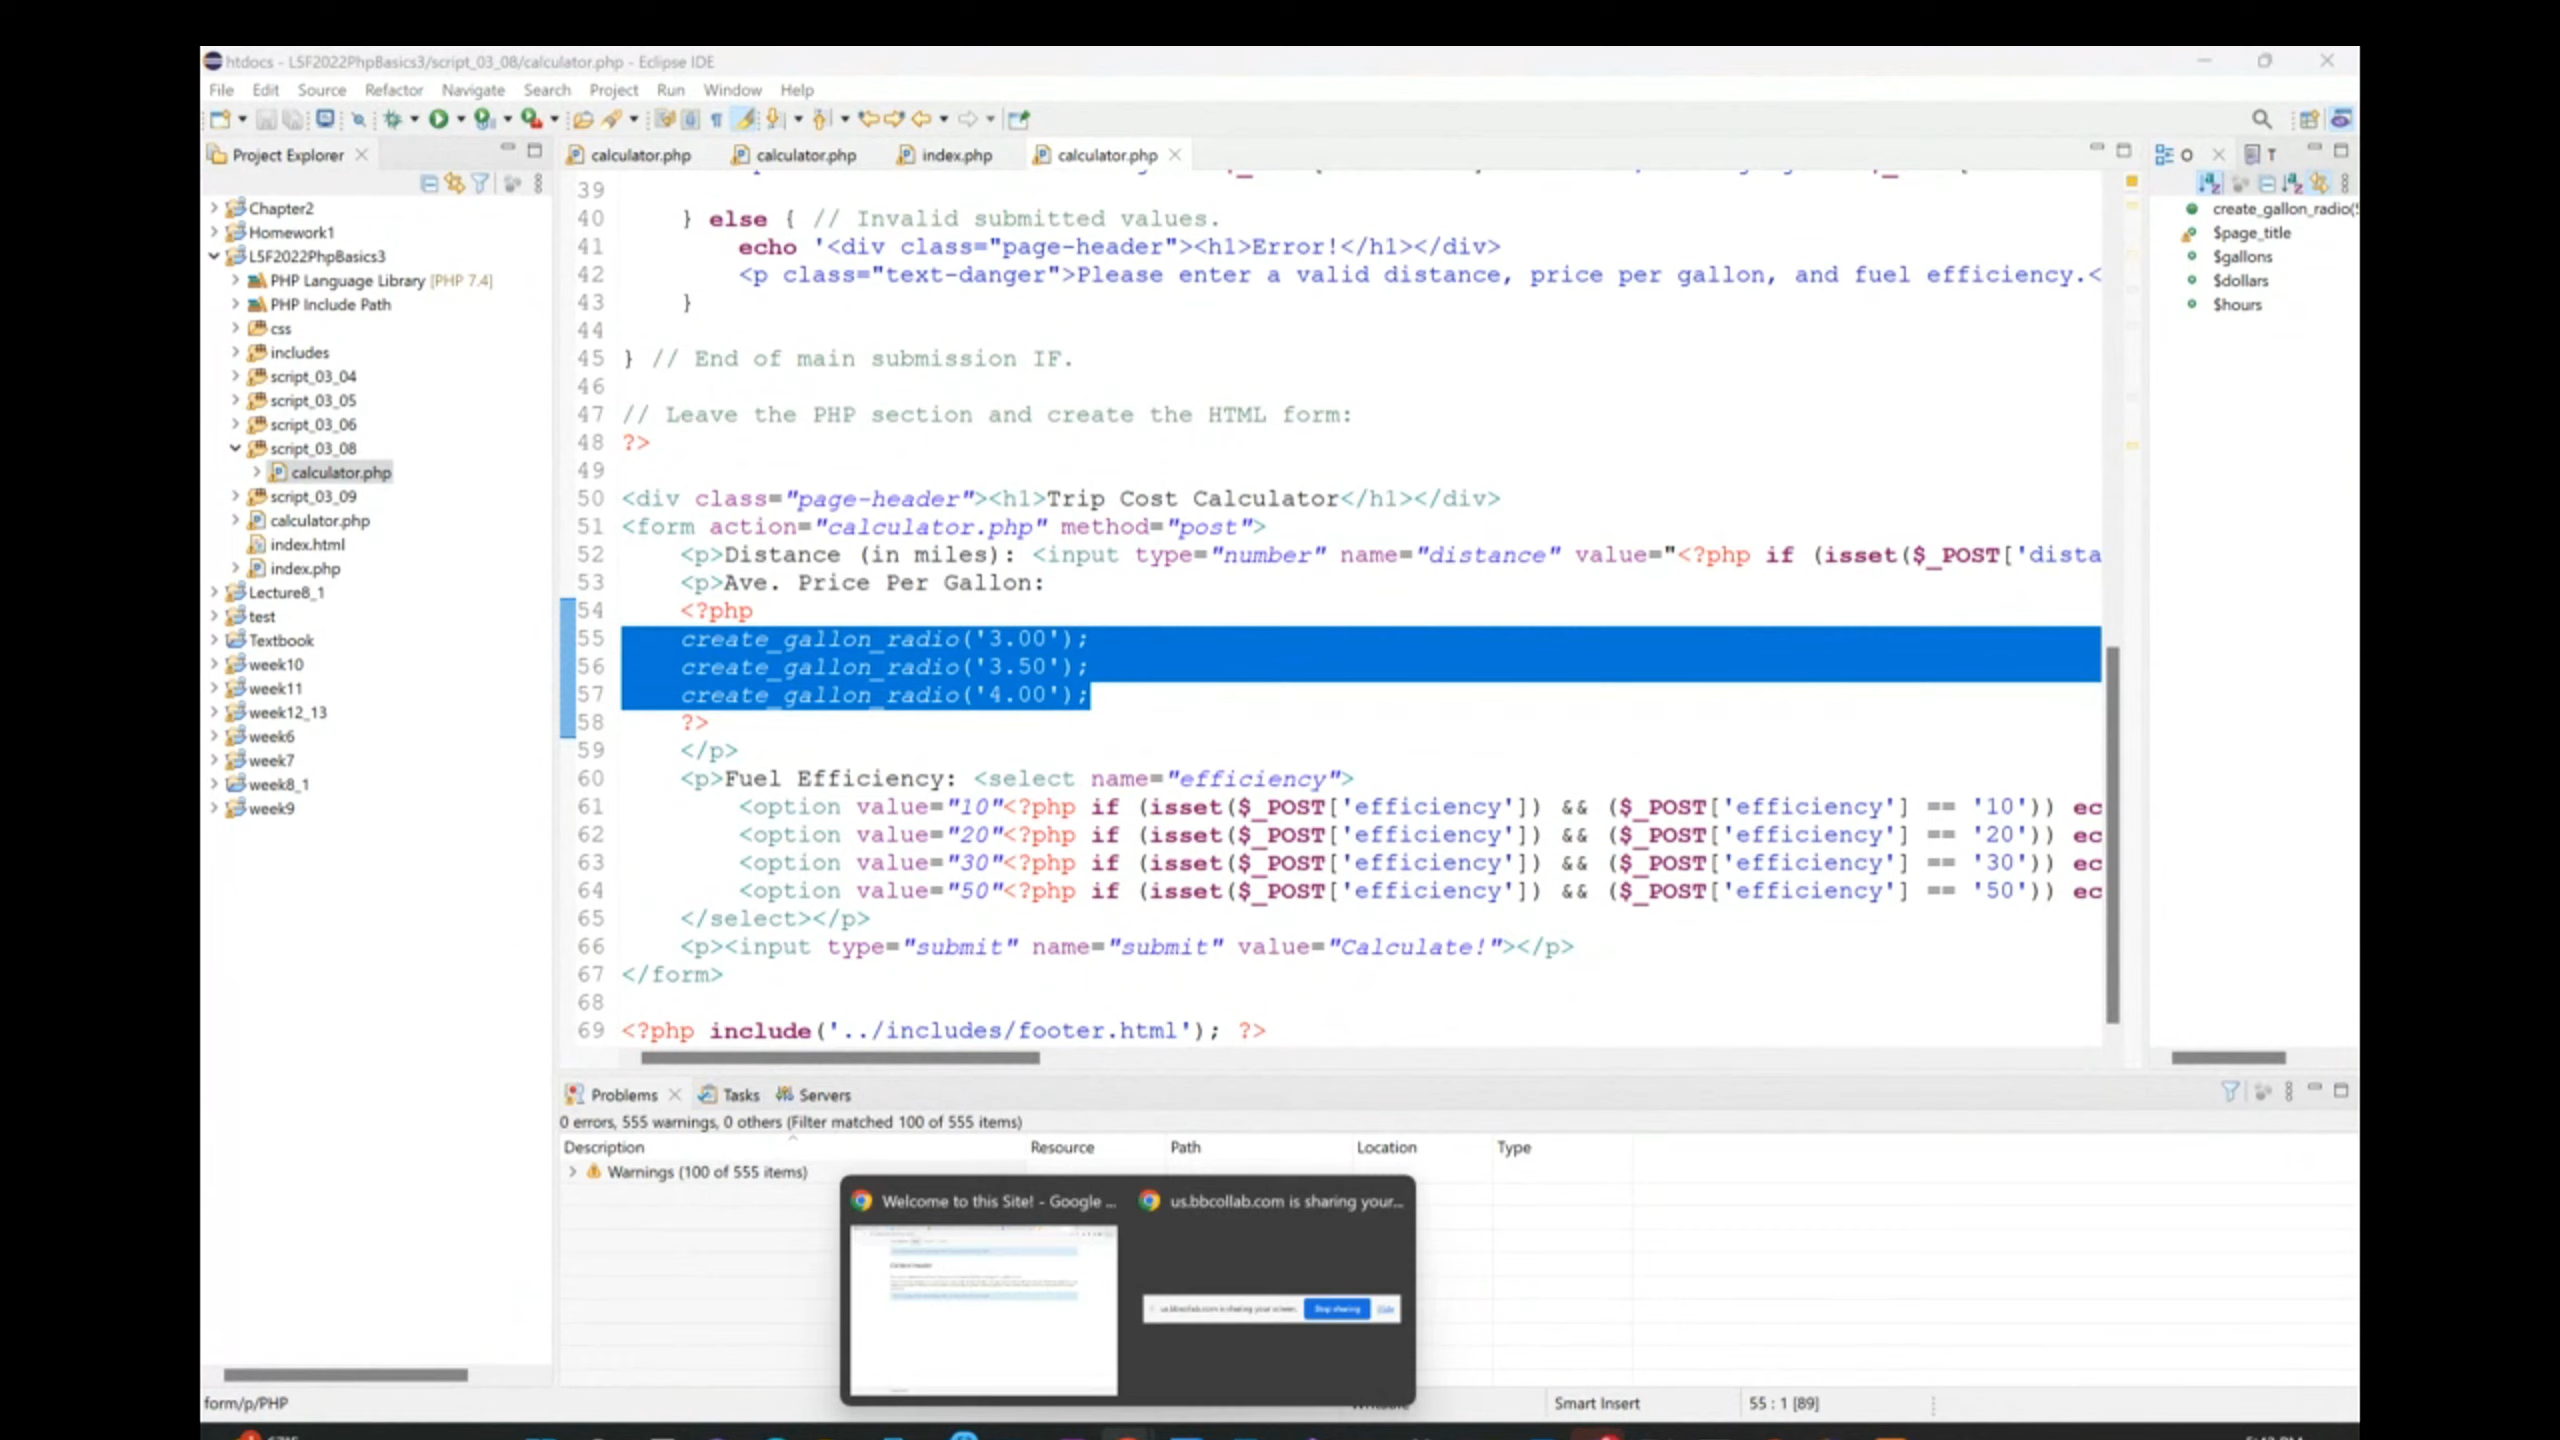 htdocs - L5F2022PhpBasics3/script_03_08/calculator.php - Eclipse IDE
File Edit Source Refactor Navigate Search Project Run Window Help
Project Explorer
calculator.php calculator.php index.php calculator.php
O T
Chapter2
Homework1
L5F2022PhpBasics3
PHP Language Library [PHP 7.4]
PHP Include Path
css
includes
script_03_04
script_03_05
script_03_06
script_03_08
calculator.php
script_03_09
calculator.php
index.html
index.php
Lecture8_1
test
Textbook
week10
week11
week12_13
week6
week7
week8_1
week9
39
40 } else { // Invalid submitted values.
41 echo '<div class="page-header"><h1>Error!</h1></div>
42 <p class="text-danger">Please enter a valid distance, price per gallon, and fuel efficiency.<
43 }
44
45 } // End of main submission IF.
46
47 // Leave the PHP section and create the HTML form:
48 ?>
49
50 <div class="page-header"><h1>Trip Cost Calculator</h1></div>
51 <form action="calculator.php" method="post">
52 <p>Distance (in miles): <input type="number" name="distance" value="<?php if (isset($_POST['dista
53 <p>Ave. Price Per Gallon:
54 <?php
55 create_gallon_radio('3.00');
56 create_gallon_radio('3.50');
57 create_gallon_radio('4.00');
58 ?>
59 </p>
60 <p>Fuel Efficiency: <select name="efficiency">
61 <option value="10"<?php if (isset($_POST['efficiency']) && ($_POST['efficiency'] == '10')) ec
62 <option value="20"<?php if (isset($_POST['efficiency']) && ($_POST['efficiency'] == '20')) ec
63 <option value="30"<?php if (isset($_POST['efficiency']) && ($_POST['efficiency'] == '30')) ec
64 <option value="50"<?php if (isset($_POST['efficiency']) && ($_POST['efficiency'] == '50')) ec
65 </select></p>
66 <p><input type="submit" name="submit" value="Calculate!"></p>
67 </form>
68
69 <?php include('../includes/footer.html'); ?>
create_gallon_radio(
$page_title
$gallons
$dollars
$hours
Problems Tasks Servers
0 errors, 555 warnings, 0 others (Filter matched 100 of 555 items)
Description Resource Path Location Type
Warnings (100 of 555 items)
Welcome to this Site! - Google ...
us.bbcollab.com is sharing your...
us.bbcollab.com is sharing your screen. Stop sharing Hide
form/p/PHP Smart Insert 55 : 1 [89]